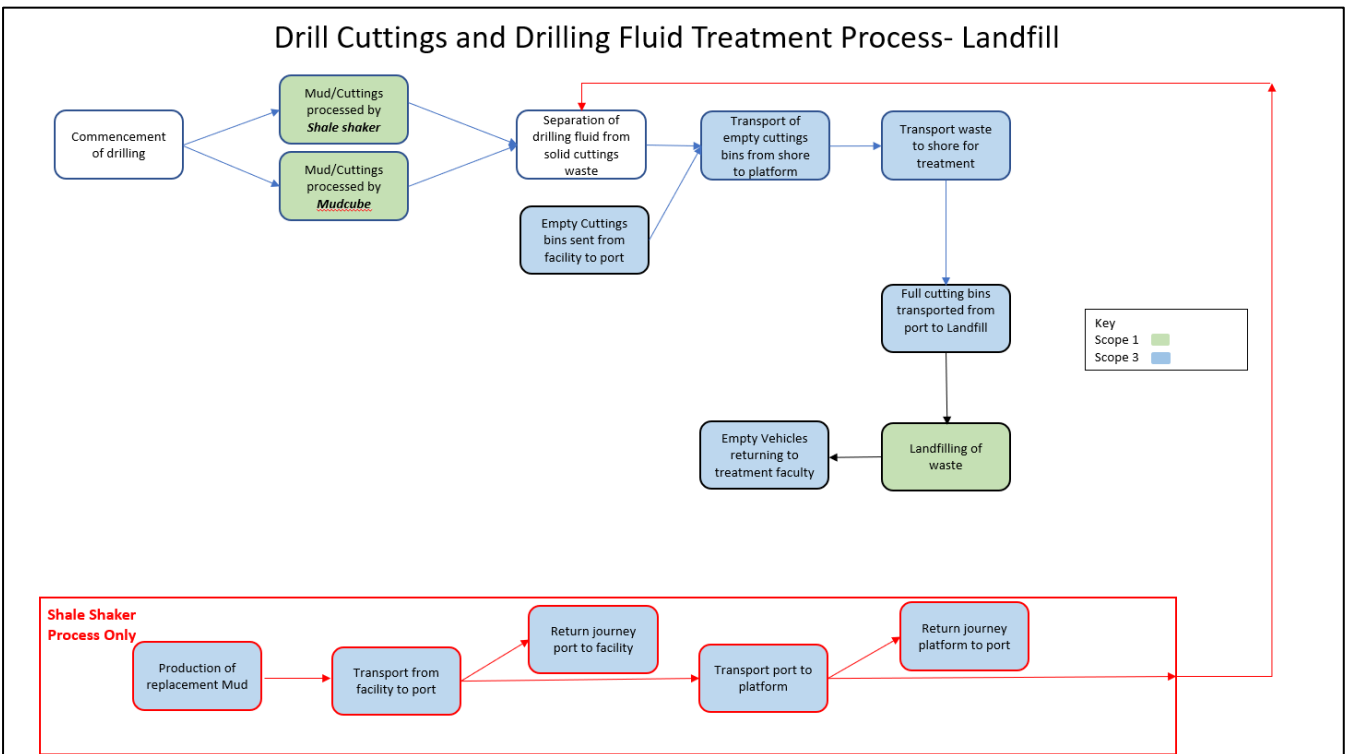 Drill Cuttings and Drilling Fluid Treatment Process- Landfill
Commencement
of drilling
Mud/Cuttings
processed by
Shale shaker
Mud/Cuttings
processed by
Mudcube
Separation of
drilling fluid from
solid cuttings
waste
Transport of
empty cuttings
bins from shore
to platform
Transport waste
to shore for
treatment
Empty Cuttings
bins sent from
facility to port
Full cutting bins
transported from
port to Landfill
Key
Scope 1
Scope 3
Empty Vehicles
returning to
treatment faculty
Landfilling of
waste
Shale Shaker
Process Only
Production of
replacement Mud
Transport from
facility to port
Return journey
port to facility
Transport port to
platform
Return journey
platform to port